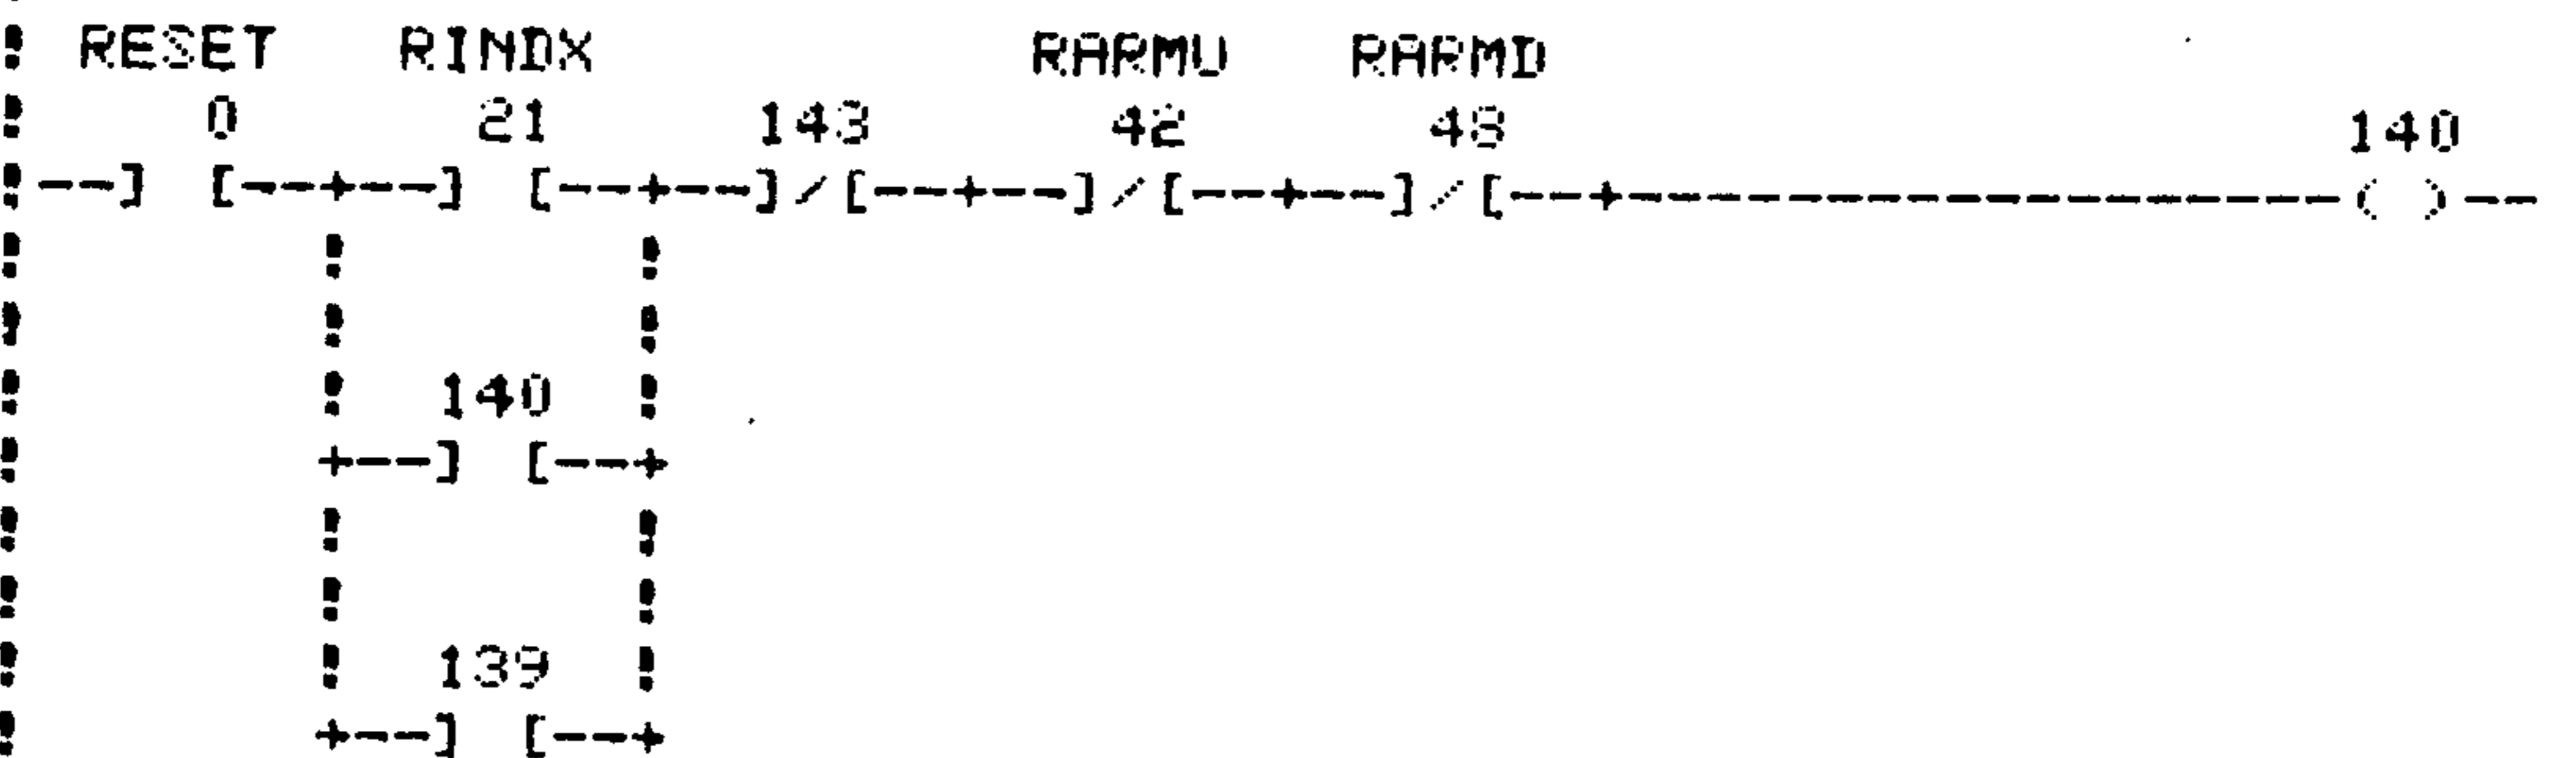 RESET RINDX RARMU RARMD
0 21 143 42 48 140
--] [--+--] [--+--]/[--+--]/[--+--]/[--+-------------------( )--
140
+--] [--+
139
+--] [--+